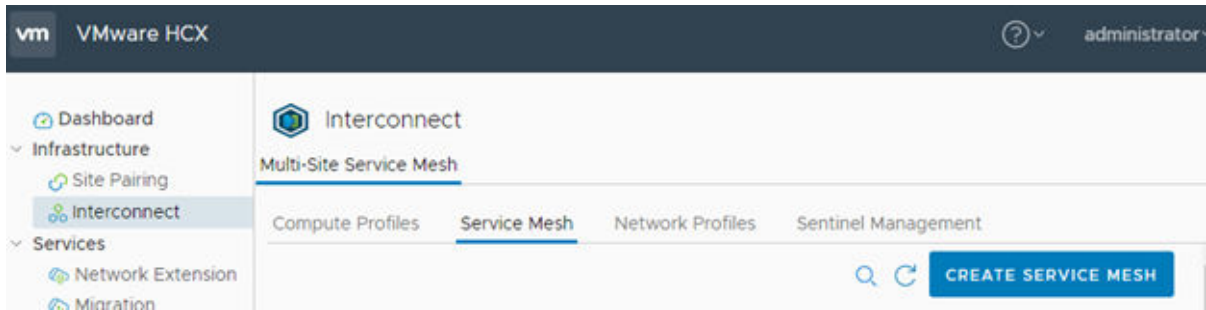 vm VMware HCX administrator
Dashboard
Infrastructure
Site Pairing
Interconnect
Services
Network Extension
Migration
Interconnect
Multi-Site Service Mesh
Compute Profiles Service Mesh Network Profiles Sentinel Management
CREATE SERVICE MESH